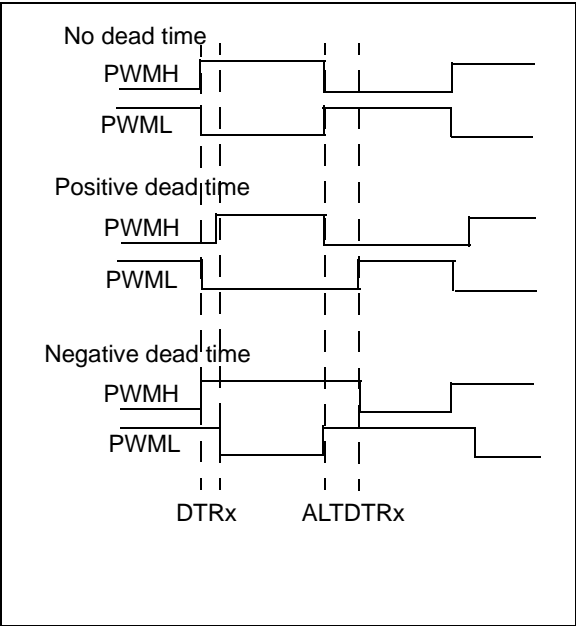 No dead time
PWMH
PWML
Positive dead time
PWMH
PWML
Negative dead time
PWMH
PWML
DTRx ALTDTRx